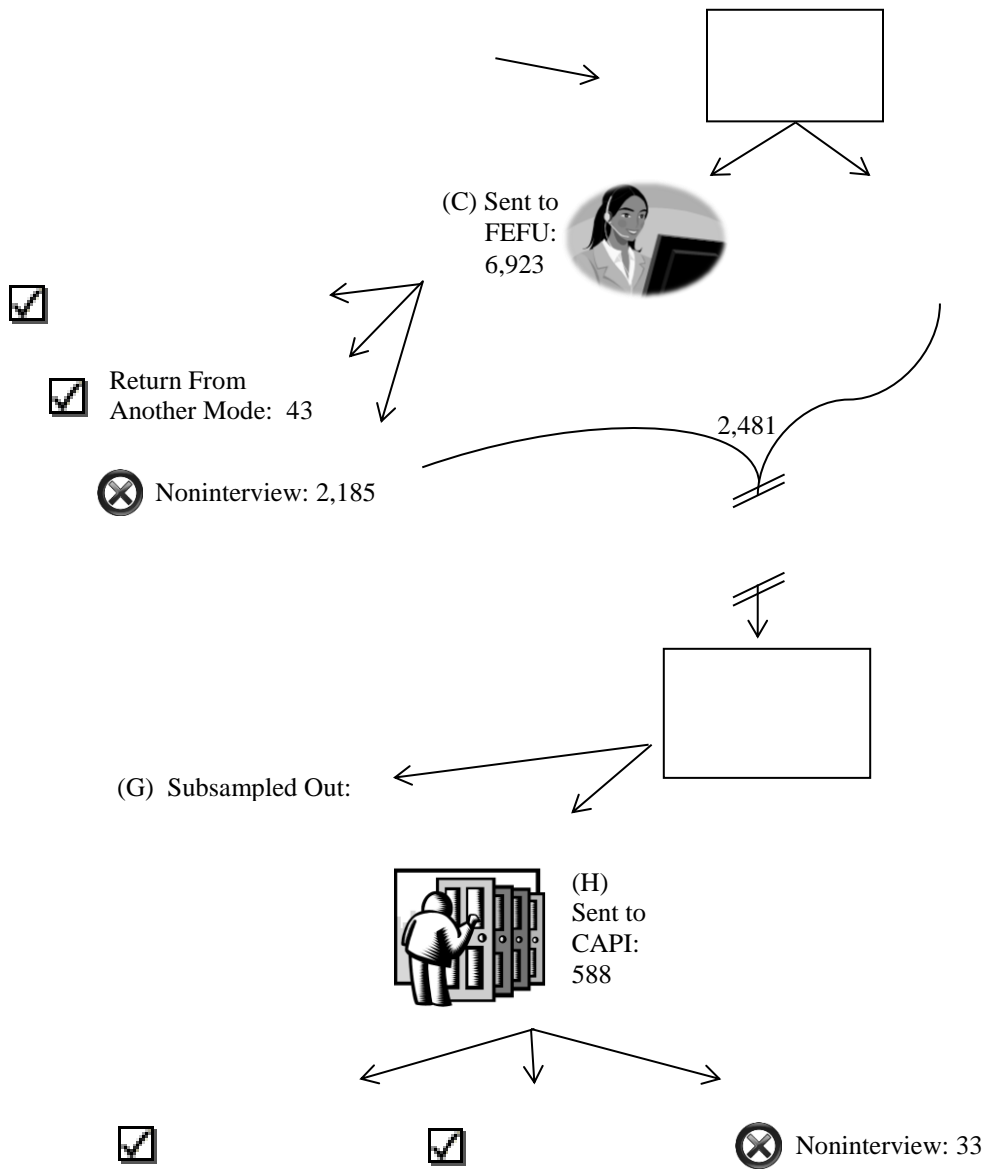 (C) Sent to
FEFU:
6,923
Return From
Another Mode: 43
2,481
Noninterview: 2,185
(G) Subsampled Out:
(H)
Sent to
CAPI:
588
Noninterview: 33